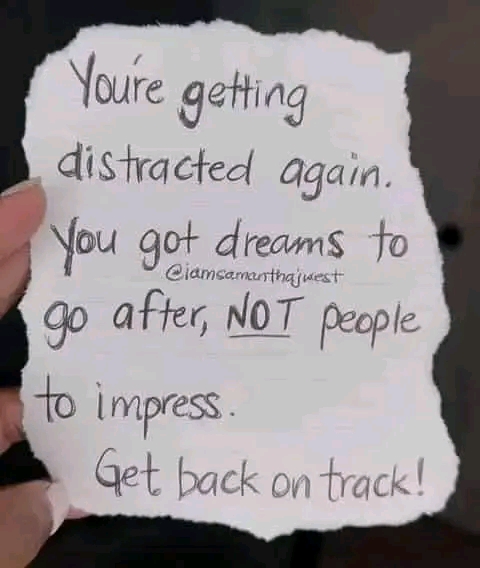 You're getting
distracted again.
You got dreams to
@iamsamanthajwest
go after, NOT people
to impress.
Get back on track!